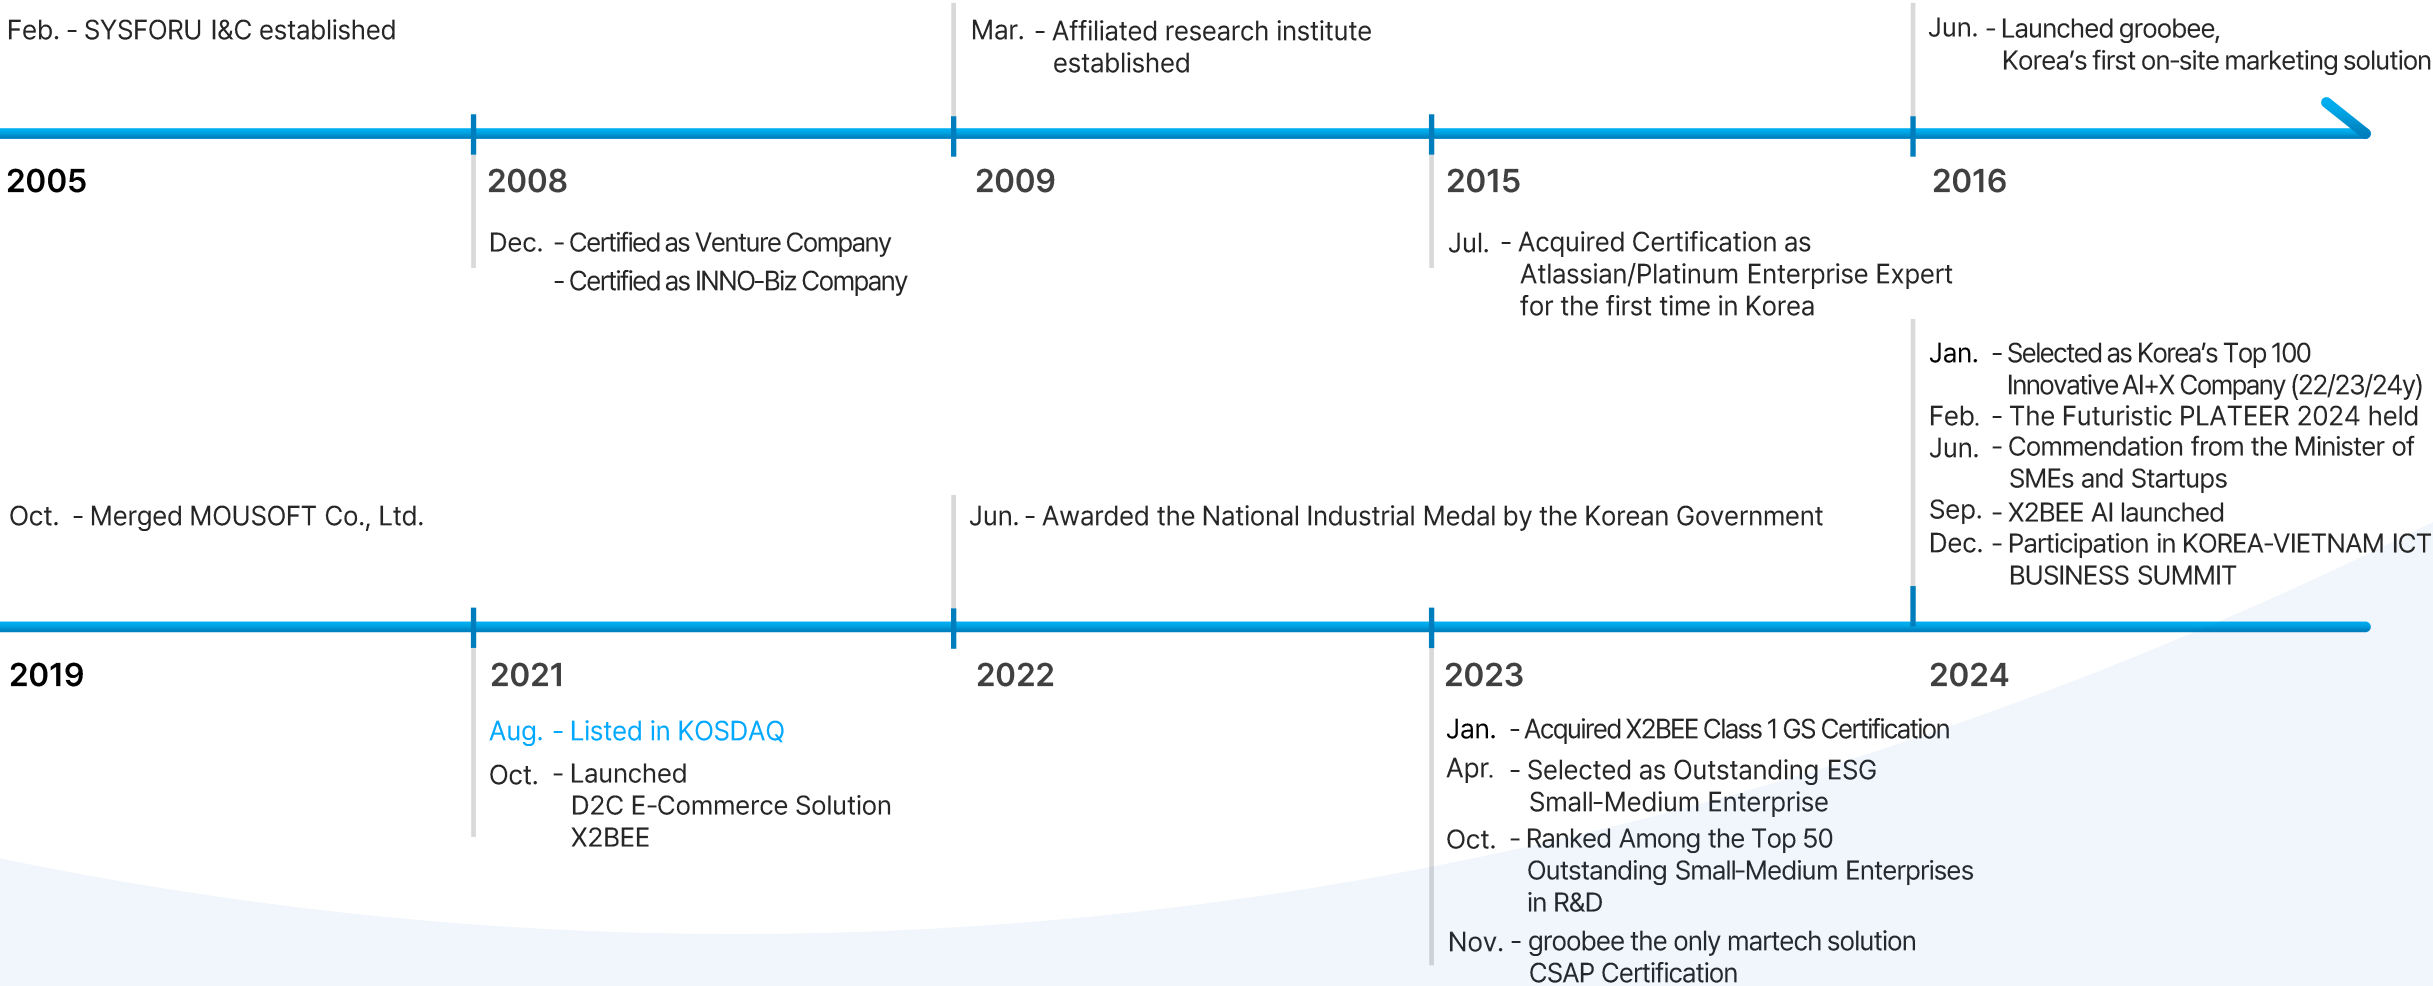 Feb. - SYSFORU I&C established
Mar. - Affiliated research institute
established
Jun. - Launched groobee,
Korea's first on-site marketing solution
2005
2008
2009
2015
2016
Dec. - Certified as Venture Company
- Certified as INNO-Biz Company
Jul. - Acquired Certification as
Atlassian/Platinum Enterprise Expert
for the first time in Korea
Oct. - Merged MOUSOFT Co., Ltd.
Jun. - Awarded the National Industrial Medal by the Korean Government
Jan. - Selected as Korea's Top 100
Innovative AI+X Company (22/23/24y)
Feb. - The Futuristic PLATEER 2024 held
Jun. - Commendation from the Minister of
SMEs and Startups
Sep. - X2BEE AI launched
Dec. - Participation in KOREA-VIETNAM ICT
BUSINESS SUMMIT
2019
2021
2022
2023
2024
Aug. - Listed in KOSDAQ
Oct. - Launched
D2C E-Commerce Solution
X2BEE
Jan. - Acquired X2BEE Class 1 GS Certification
Apr. - Selected as Outstanding ESG
Small-Medium Enterprise
Oct. - Ranked Among the Top 50
Outstanding Small-Medium Enterprises
in R&D
Nov. - groobee the only martech solution
CSAP Certification